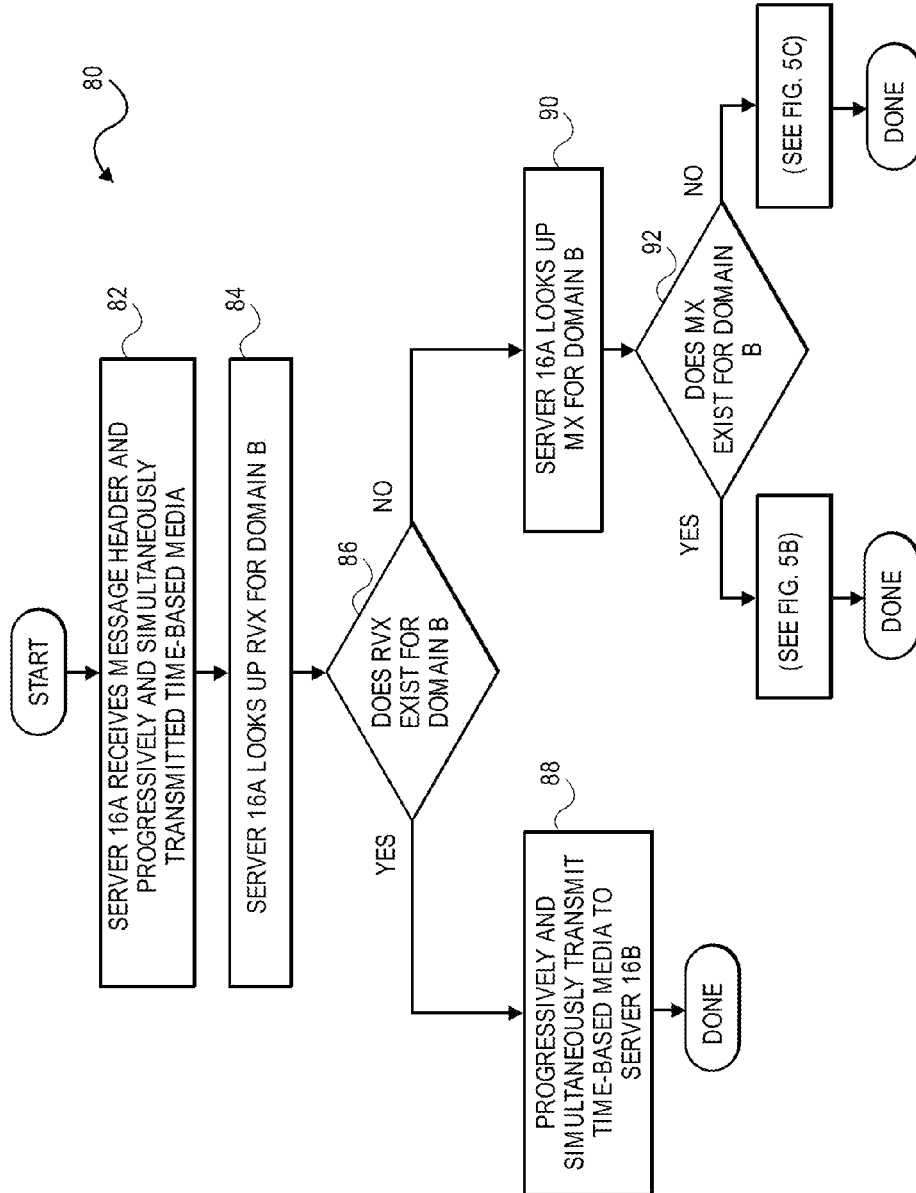 80
START
82
SERVER 16A RECEIVES MESSAGE HEADER AND
PROGRESSIVELY AND SIMULTANEOUSLY
TRANSMITTED TIME-BASED MEDIA
84
SERVER 16A LOOKS UP RVX FOR DOMAIN B
86
DOES RVX
EXIST FOR
DOMAIN B
YES
NO
88
PROGRESSIVELY AND
SIMULTANEOUSLY TRANSMIT
TIME-BASED MEDIA TO
SERVER 16B
DONE
90
SERVER 16A LOOKS UP
MX FOR DOMAIN B
92
DOES MX
EXIST FOR DOMAIN
B
YES
NO
(SEE FIG. 5B)
DONE
(SEE FIG. 5C)
DONE